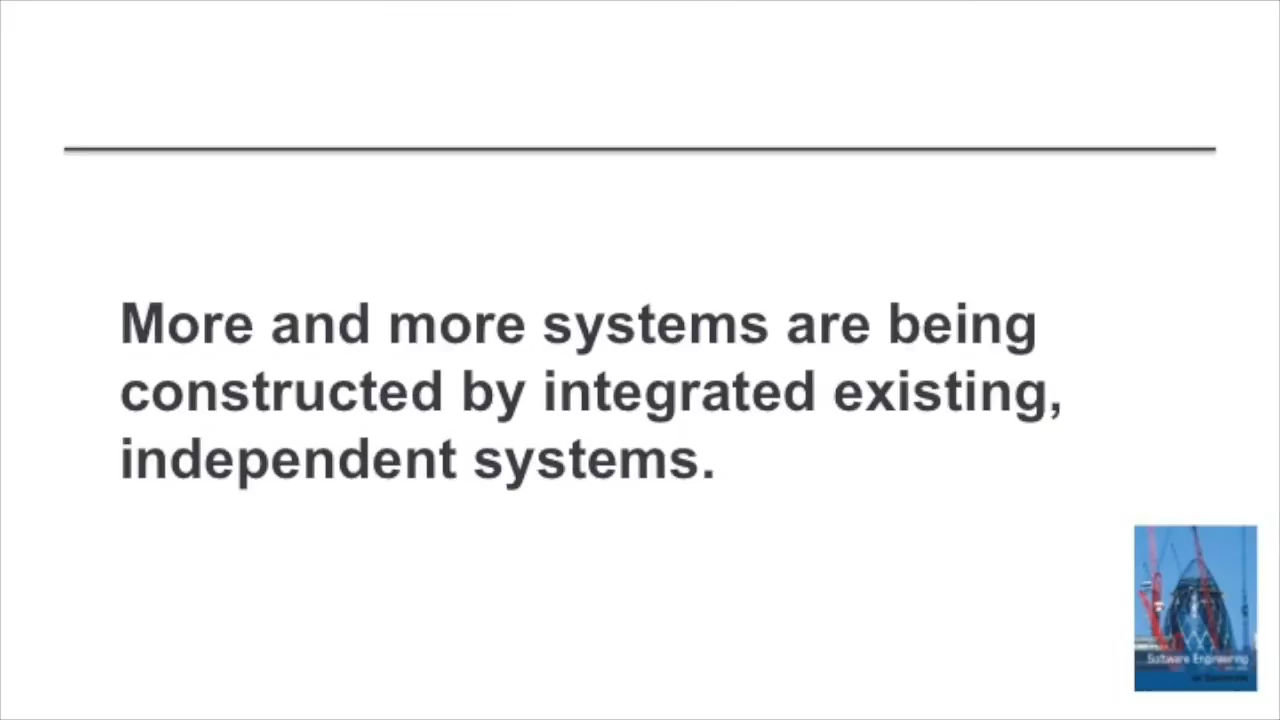 More and more systems are being
constructed by integrated existing,
independent systems.
Software Engineering